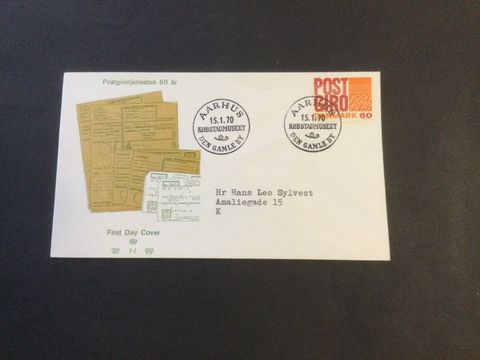 Postgirotjenesten 50 år
AARHUS
15.1.70
KØBSTADMUSEET
DEN GAMLE BY
AARHUS
15.1.70
KØBSTADMUSEET
DEN GAMLE BY
POST
GIRO
DANMARK 60
Hr Hans Leo Sylvest
Amaliegade 15
K
First Day Cover
N